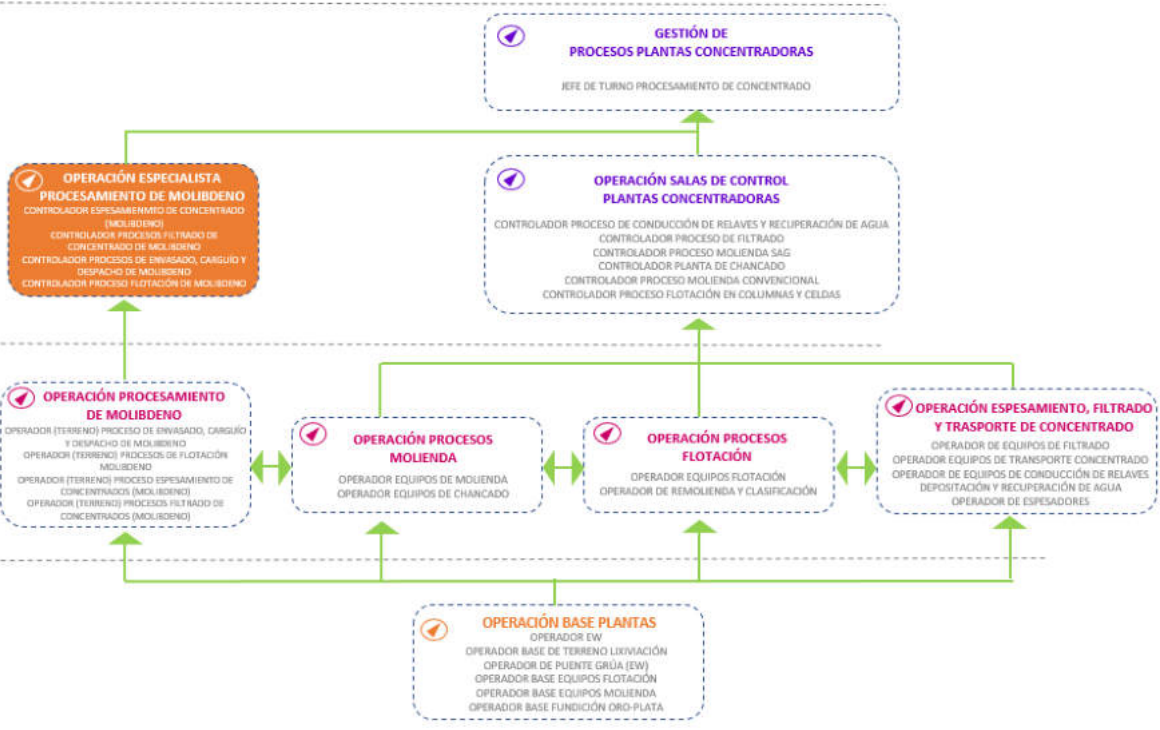 GESTIÓN DE
PROCESOS PLANTAS CONCENTRADORAS
JEFE DE TURNO PROCESAMIENTO DE CONCENTRADO
OPERACIÓN ESPECIALISTA
PROCESAMIENTO DE MOLIBDENO
CONTROLADOR ESPESAMIENMTO DE CONCENTRADO
(MOLIBDENO)
CONTROLADOR PROCESOS FILTRADO DE
CONCENTRADO DE MOLIBDENO
CONTROLADOR PROCESOS DE ENVASADO, CARGUÍO Y
DESPACHO DE MOLIBDENO
CONTROLADOR PROCESO FLOTACIÓN DE MOLIBDENO
OPERACIÓN SALAS DE CONTROL
PLANTAS CONCENTRADORAS
CONTROLADOR PROCESO DE CONDUCCIÓN DE RELAVES Y RECUPERACIÓN DE AGUA
CONTROLADOR PROCESO DE FILTRADO
CONTROLADOR PROCESO MOLIENDA SAG
CONTROLADOR PLANTA DE CHANCADO
CONTROLADOR PROCESO MOLIENDA CONVENCIONAL
CONTROLADOR PROCESO FLOTACIÓN EN COLUMNAS Y CELDAS
OPERACIÓN PROCESAMIENTO
DE MOLIBDENO
OPERADOR (TERRENO) PROCESO DE ENVASADO, CARGUÍO
Y DESPACHO DE MOLIBDENO
OPERADOR (TERRENO) PROCESOS DE FLOTACIÓN
MOLIBDENO
OPERADOR (TERRENO) PROCESO ESPESAMIENTO DE
CONCENTRADOS (MOLIBDENO)
OPERADOR (TERRENO) PROCESOS FILTRADO DE
CONCENTRADOS (MOLIBDENO)
OPERACIÓN PROCESOS
MOLIENDA
OPERADOR EQUIPOS DE MOLIENDA
OPERADOR EQUIPOS DE CHANCADO
OPERACIÓN PROCESOS
FLOTACIÓN
OPERADOR EQUIPOS FLOTACIÓN
OPERADOR DE REMOLIENDA Y CLASIFICACIÓN
OPERACIÓN ESPESAMIENTO, FILTRADO
Y TRASPORTE DE CONCENTRADO
OPERADOR DE EQUIPOS DE FILTRADO
OPERADOR EQUIPOS DE TRANSPORTE CONCENTRADO
OPERADOR DE EQUIPOS DE CONDUCCIÓN DE RELAVES
DEPOSITACIÓN Y RECUPERACIÓN DE AGUA
OPERADOR DE ESPESADORES
OPERACIÓN BASE PLANTAS
OPERADOR EW
OPERADOR BASE DE TERRENO LIXIVIACIÓN
OPERADOR DE PUENTE GRÚA (EW)
OPERADOR BASE EQUIPOS FLOTACIÓN
OPERADOR BASE EQUIPOS MOLIENDA
OPERADOR BASE FUNDICIÓN ORO-PLATA